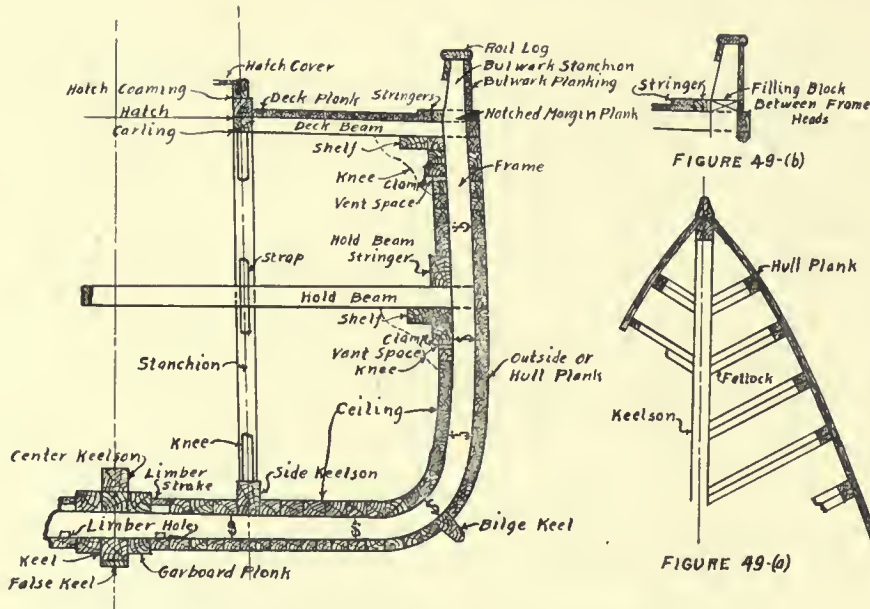 Rail Log
Bulwark Stanchion
Bulwark Planking
Hatch Cover
Hatch Coaming
Deck Plank
Stringers
Notched Margin Plank
Hatch
Carling
Deck Beam
Shelf
Knee
Clamp
Vent Space
Frame
Hold Beam
Stringer
Strap
Hold Beam
Shelf
Clamp
Vent Space
Knee
Outside or
Hull Plank
Stanchion
Ceiling
Knee
Center Keelson
Limber
Strake
Side Keelson
Limber Hole
Bilge Keel
Keel
Garboard Plank
False Keel
S
S
S
S
S
S
Stringer
Filling Block
Between Frame
Heads
FIGURE 49-(b)
Hull Plank
Keelson
FIGURE 49-(a)